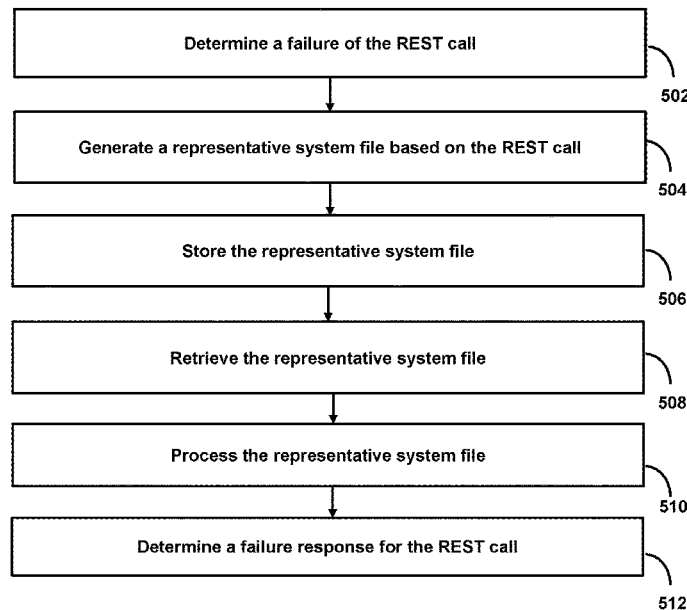 Determine a failure of the REST call
502
Generate a representative system file based on the REST call
504
Store the representative system file
506
Retrieve the representative system file
508
Process the representative system file
510
Determine a failure response for the REST call
512